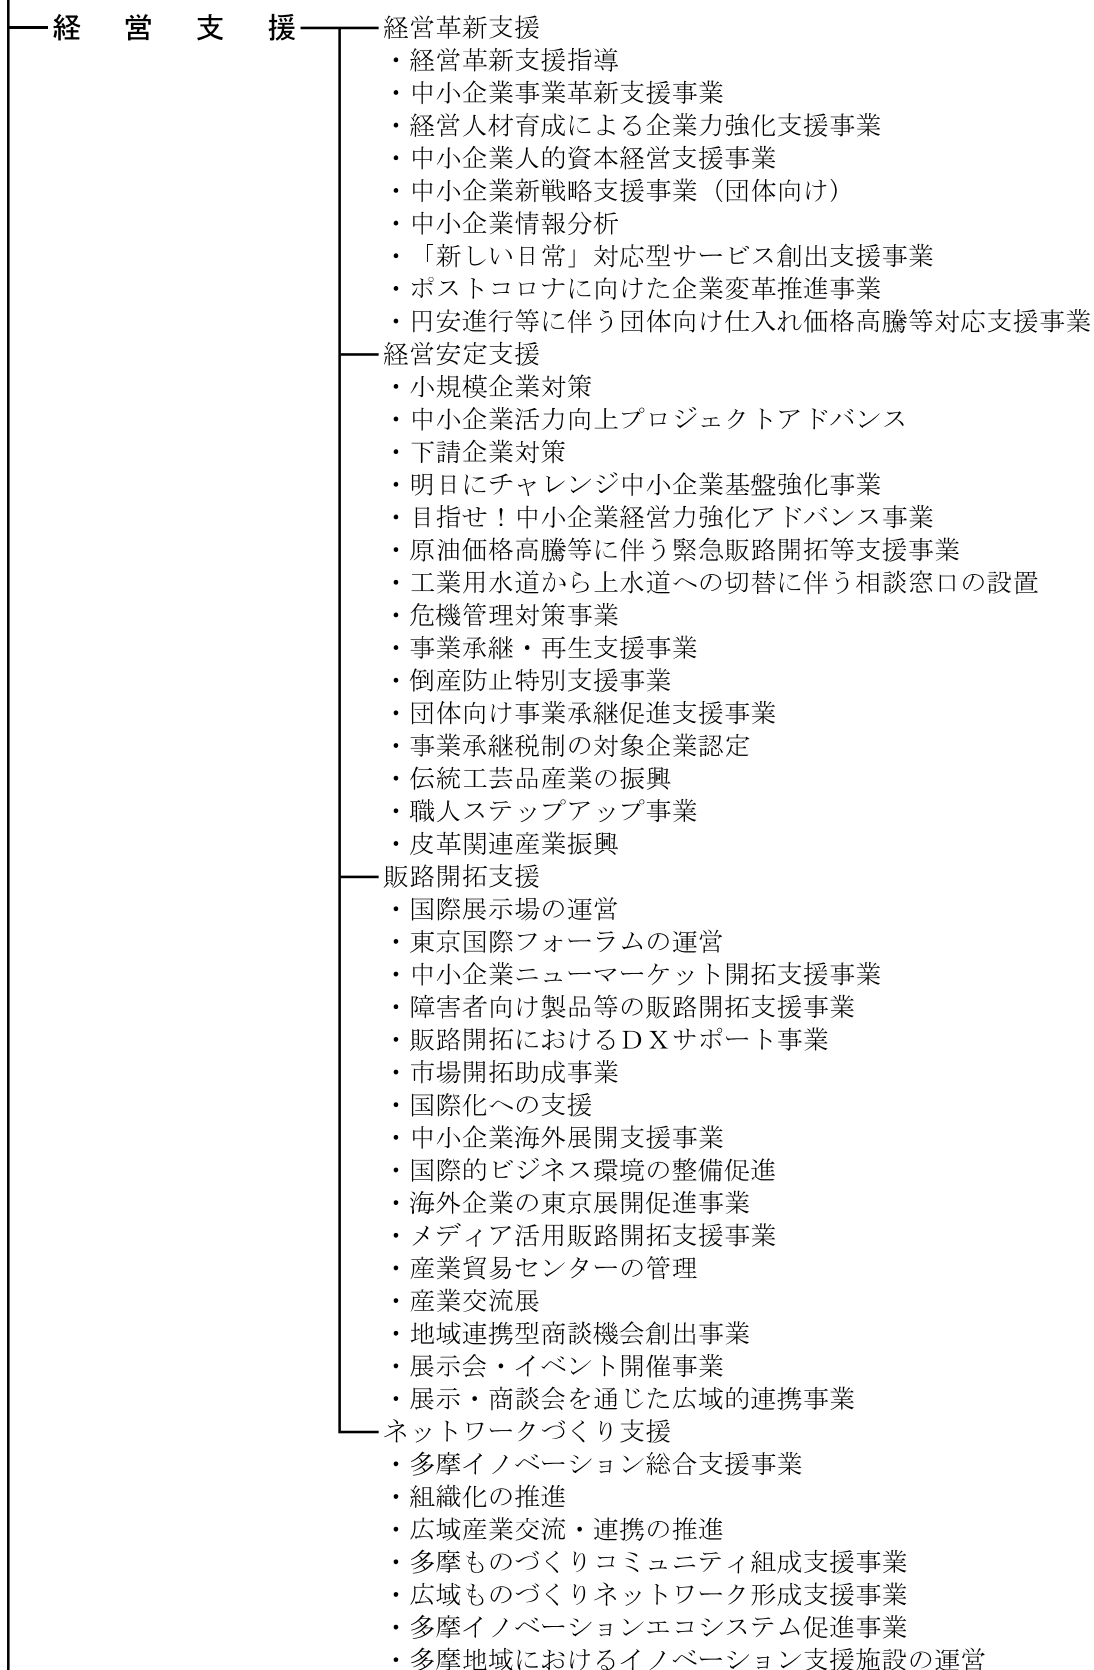 経営支援
経営革新支援
・経営革新支援指導
・中小企業事業革新支援事業
・経営人材育成による企業力強化支援事業
・中小企業人的資本経営支援事業
・中小企業新戦略支援事業（団体向け）
・中小企業情報分析
・「新しい日常」対応型サービス創出支援事業
・ポストコロナに向けた企業変革推進事業
・円安進行等に伴う団体向け仕入れ価格高騰等対応支援事業
経営安定支援
・小規模企業対策
・中小企業活力向上プロジェクトアドバンス
・下請企業対策
・明日にチャレンジ中小企業基盤強化事業
・目指せ！中小企業経営力強化アドバンス事業
・原油価格高騰等に伴う緊急販路開拓等支援事業
・工業用水道から上水道への切替に伴う相談窓口の設置
・危機管理対策事業
・事業承継・再生支援事業
・倒産防止特別支援事業
・団体向け事業承継促進支援事業
・事業承継税制の対象企業認定
・伝統工芸品産業の振興
・職人ステップアップ事業
・皮革関連産業振興
販路開拓支援
・国際展示場の運営
・東京国際フォーラムの運営
・中小企業ニューマーケット開拓支援事業
・障害者向け製品等の販路開拓支援事業
・販路開拓におけるＤＸサポート事業
・市場開拓助成事業
・国際化への支援
・中小企業海外展開支援事業
・国際的ビジネス環境の整備促進
・海外企業の東京展開促進事業
・メディア活用販路開拓支援事業
・産業貿易センターの管理
・産業交流展
・地域連携型商談機会創出事業
・展示会・イベント開催事業
・展示・商談会を通じた広域的連携事業
ネットワークづくり支援
・多摩イノベーション総合支援事業
・組織化の推進
・広域産業交流・連携の推進
・多摩ものづくりコミュニティ組成支援事業
・広域ものづくりネットワーク形成支援事業
・多摩イノベーションエコシステム促進事業
・多摩地域におけるイノベーション支援施設の運営